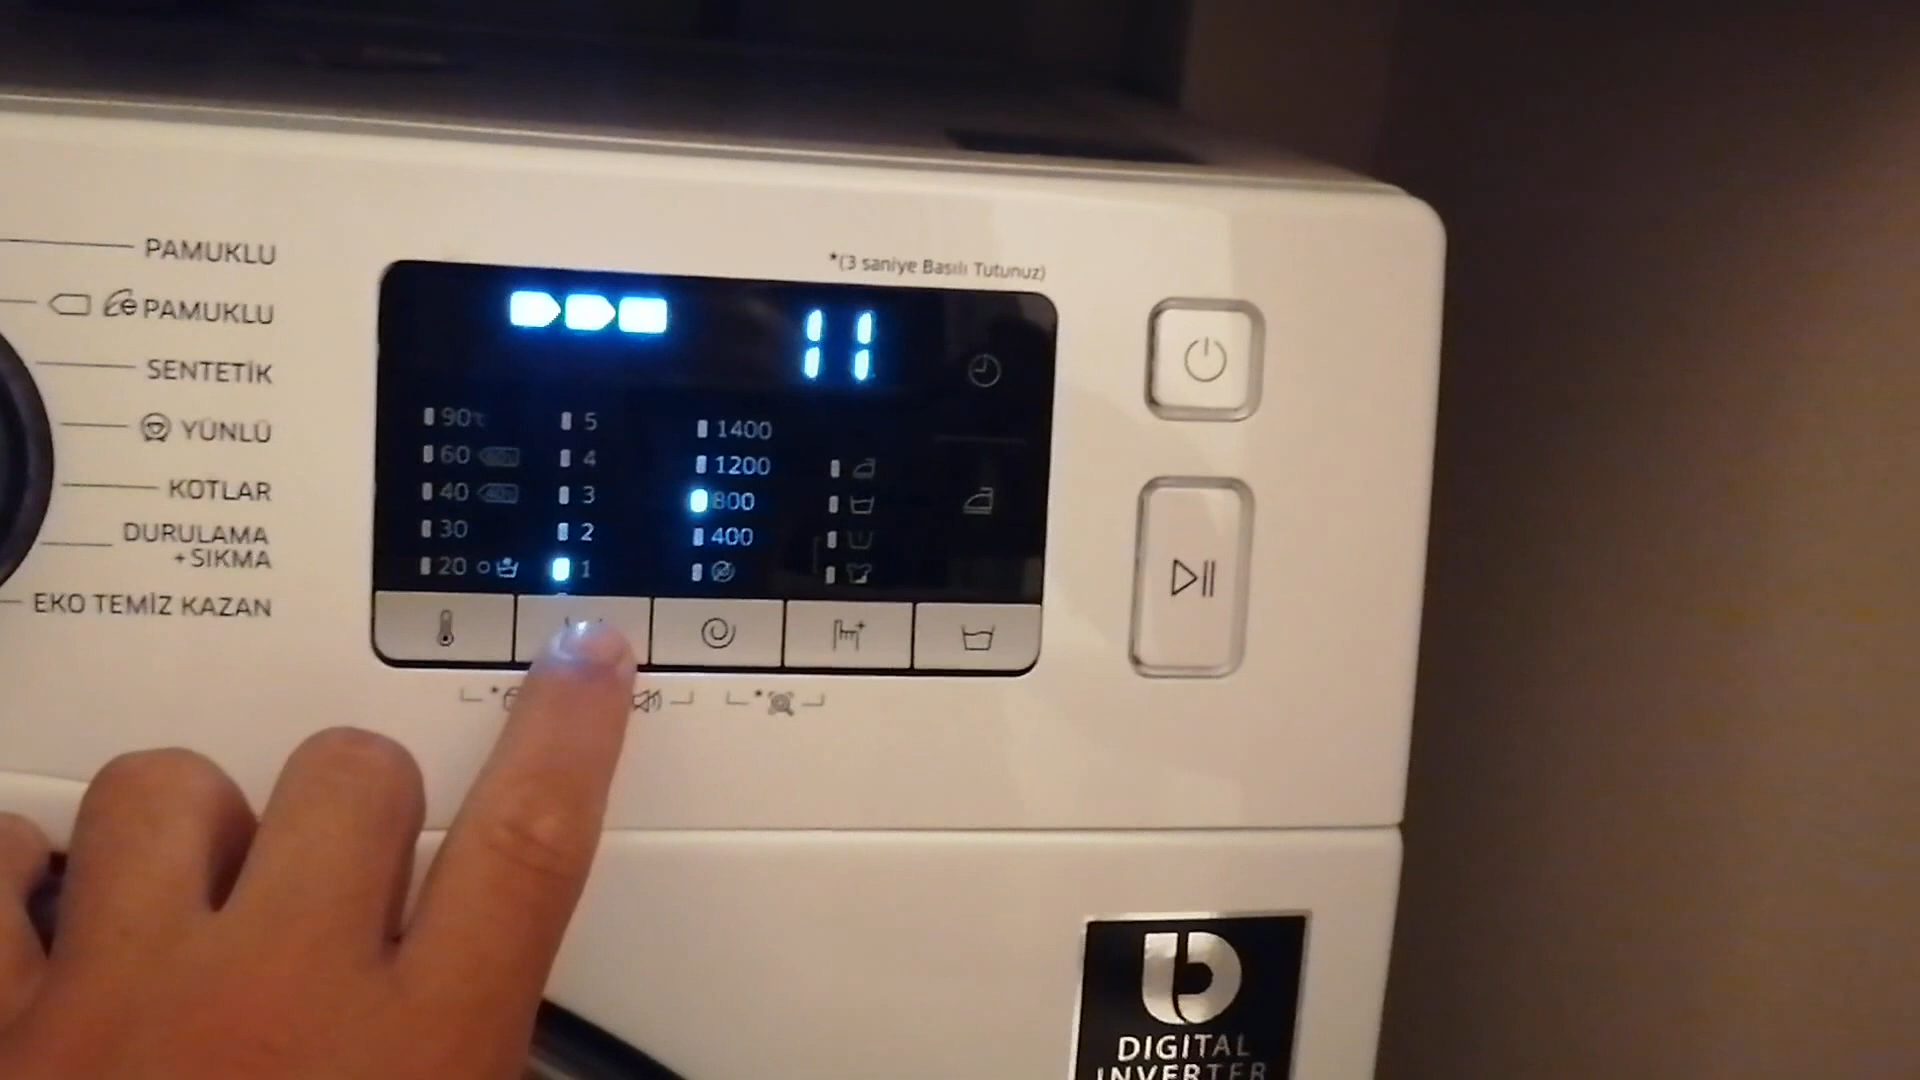 PAMUKLU
PAMUKLU
SENTETİK
YÜNLÜ
KOTLAR
DURULAMA
+SIKMA
EKO TEMİZ KAZAN
*(3 saniye Basılı Tutunuz)
11
90℃
60
40
30
20
5
4
3
2
1
1400
1200
800
400
*
*
DIGITAL
INVERTER